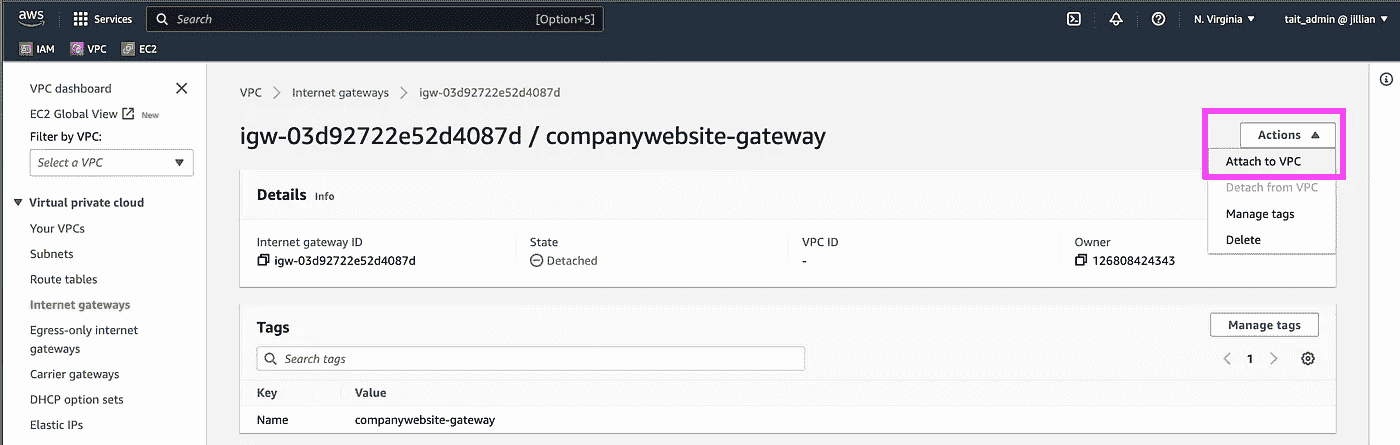 aws Services Search [Option+S] N. Virginia ▼ tait_admin @ jillian ▼
IAM VPC EC2
VPC dashboard
EC2 Global View New
Filter by VPC:
Select a VPC
Virtual private cloud
Your VPCs
Subnets
Route tables
Internet gateways
Egress-only internet
gateways
Carrier gateways
DHCP option sets
Elastic IPs
VPC > Internet gateways > igw-03d92722e52d4087d
igw-03d92722e52d4087d / companywebsite-gateway
Actions ▲
Attach to VPC
Detach from VPC
Manage tags
Delete
Details Info
Internet gateway ID State VPC ID Owner
igw-03d92722e52d4087d Detached - 126808424343
Tags Manage tags
Search tags < 1 >
Key Value
Name companywebsite-gateway